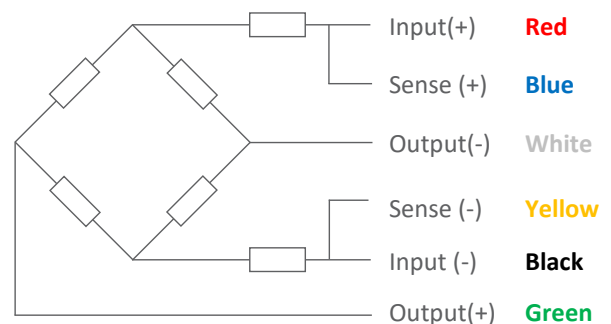 Input(+) Red
Sense (+) Blue
Output(-) White
Sense (-) Yellow
Input (-) Black
Output(+) Green